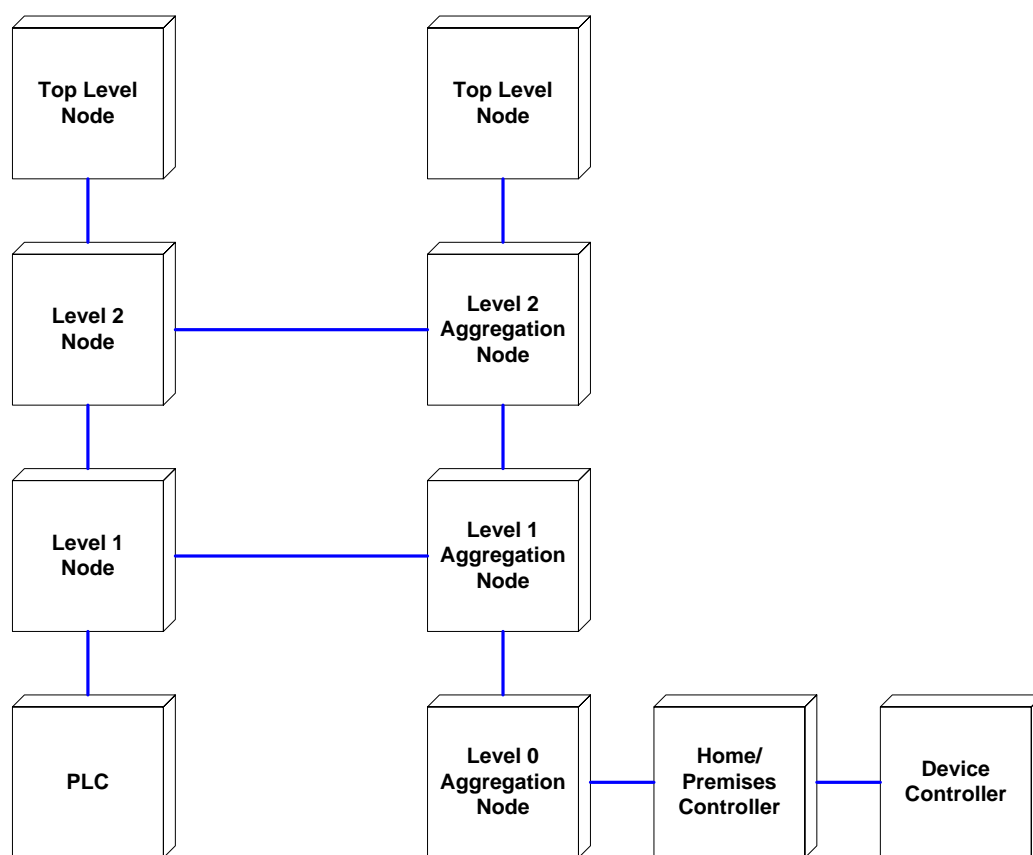 Top Level
Node
Top Level
Node
Level 2
Node
Level 2
Aggregation
Node
Level 1
Node
Level 1
Aggregation
Node
PLC
Level 0
Aggregation
Node
Home/
Premises
Controller
Device
Controller